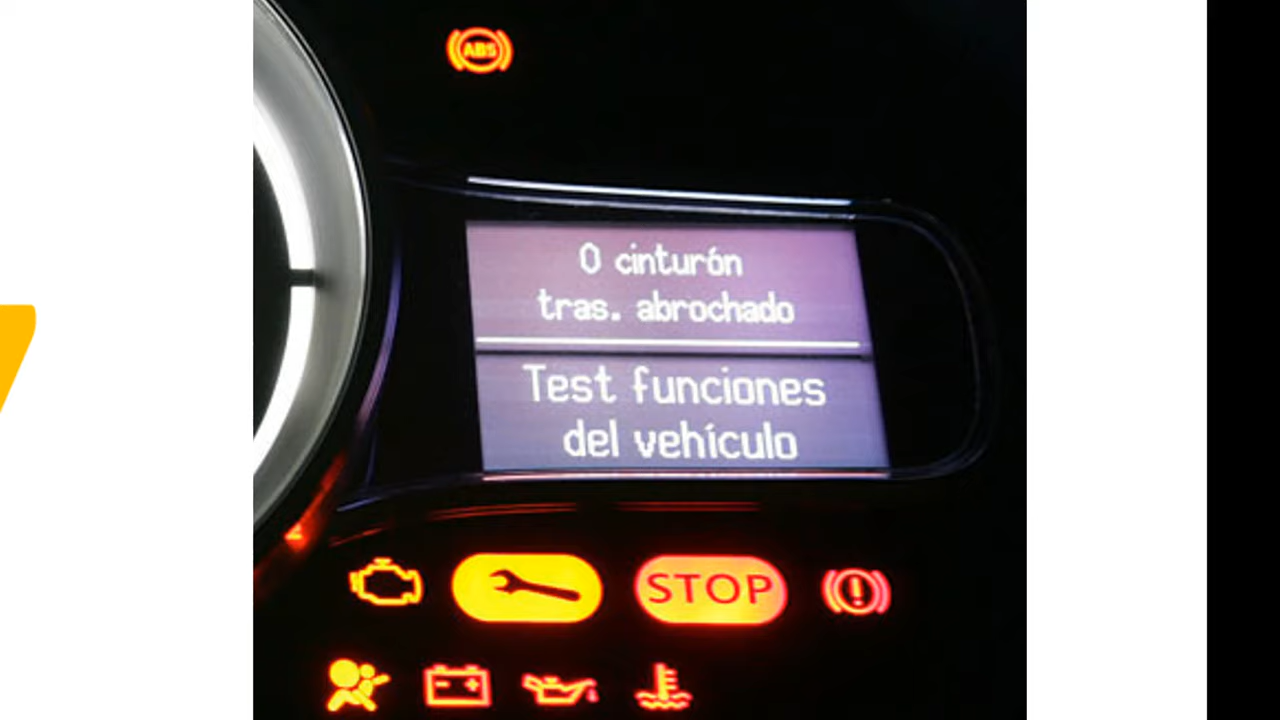 ABS
0 cinturón
tras. abrochado
Test funciones
del vehículo
STOP